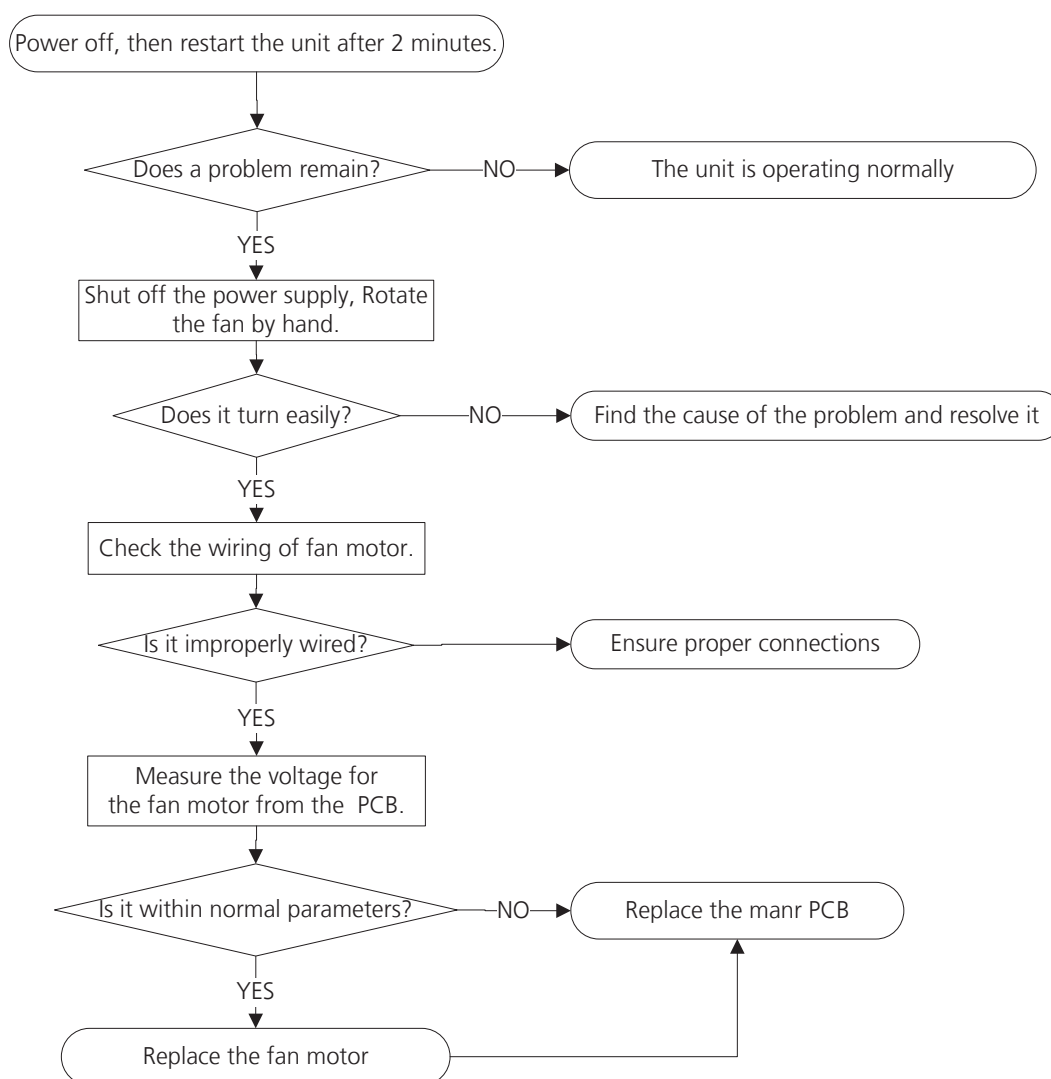 Power off, then restart the unit after 2 minutes.
Does a problem remain?
NO
The unit is operating normally
YES
Shut off the power supply, Rotate
the fan by hand.
Does it turn easily?
NO
Find the cause of the problem and resolve it
YES
Check the wiring of fan motor.
Is it improperly wired?
Ensure proper connections
YES
Measure the voltage for
the fan motor from the PCB.
Is it within normal parameters?
NO
Replace the manr PCB
YES
Replace the fan motor